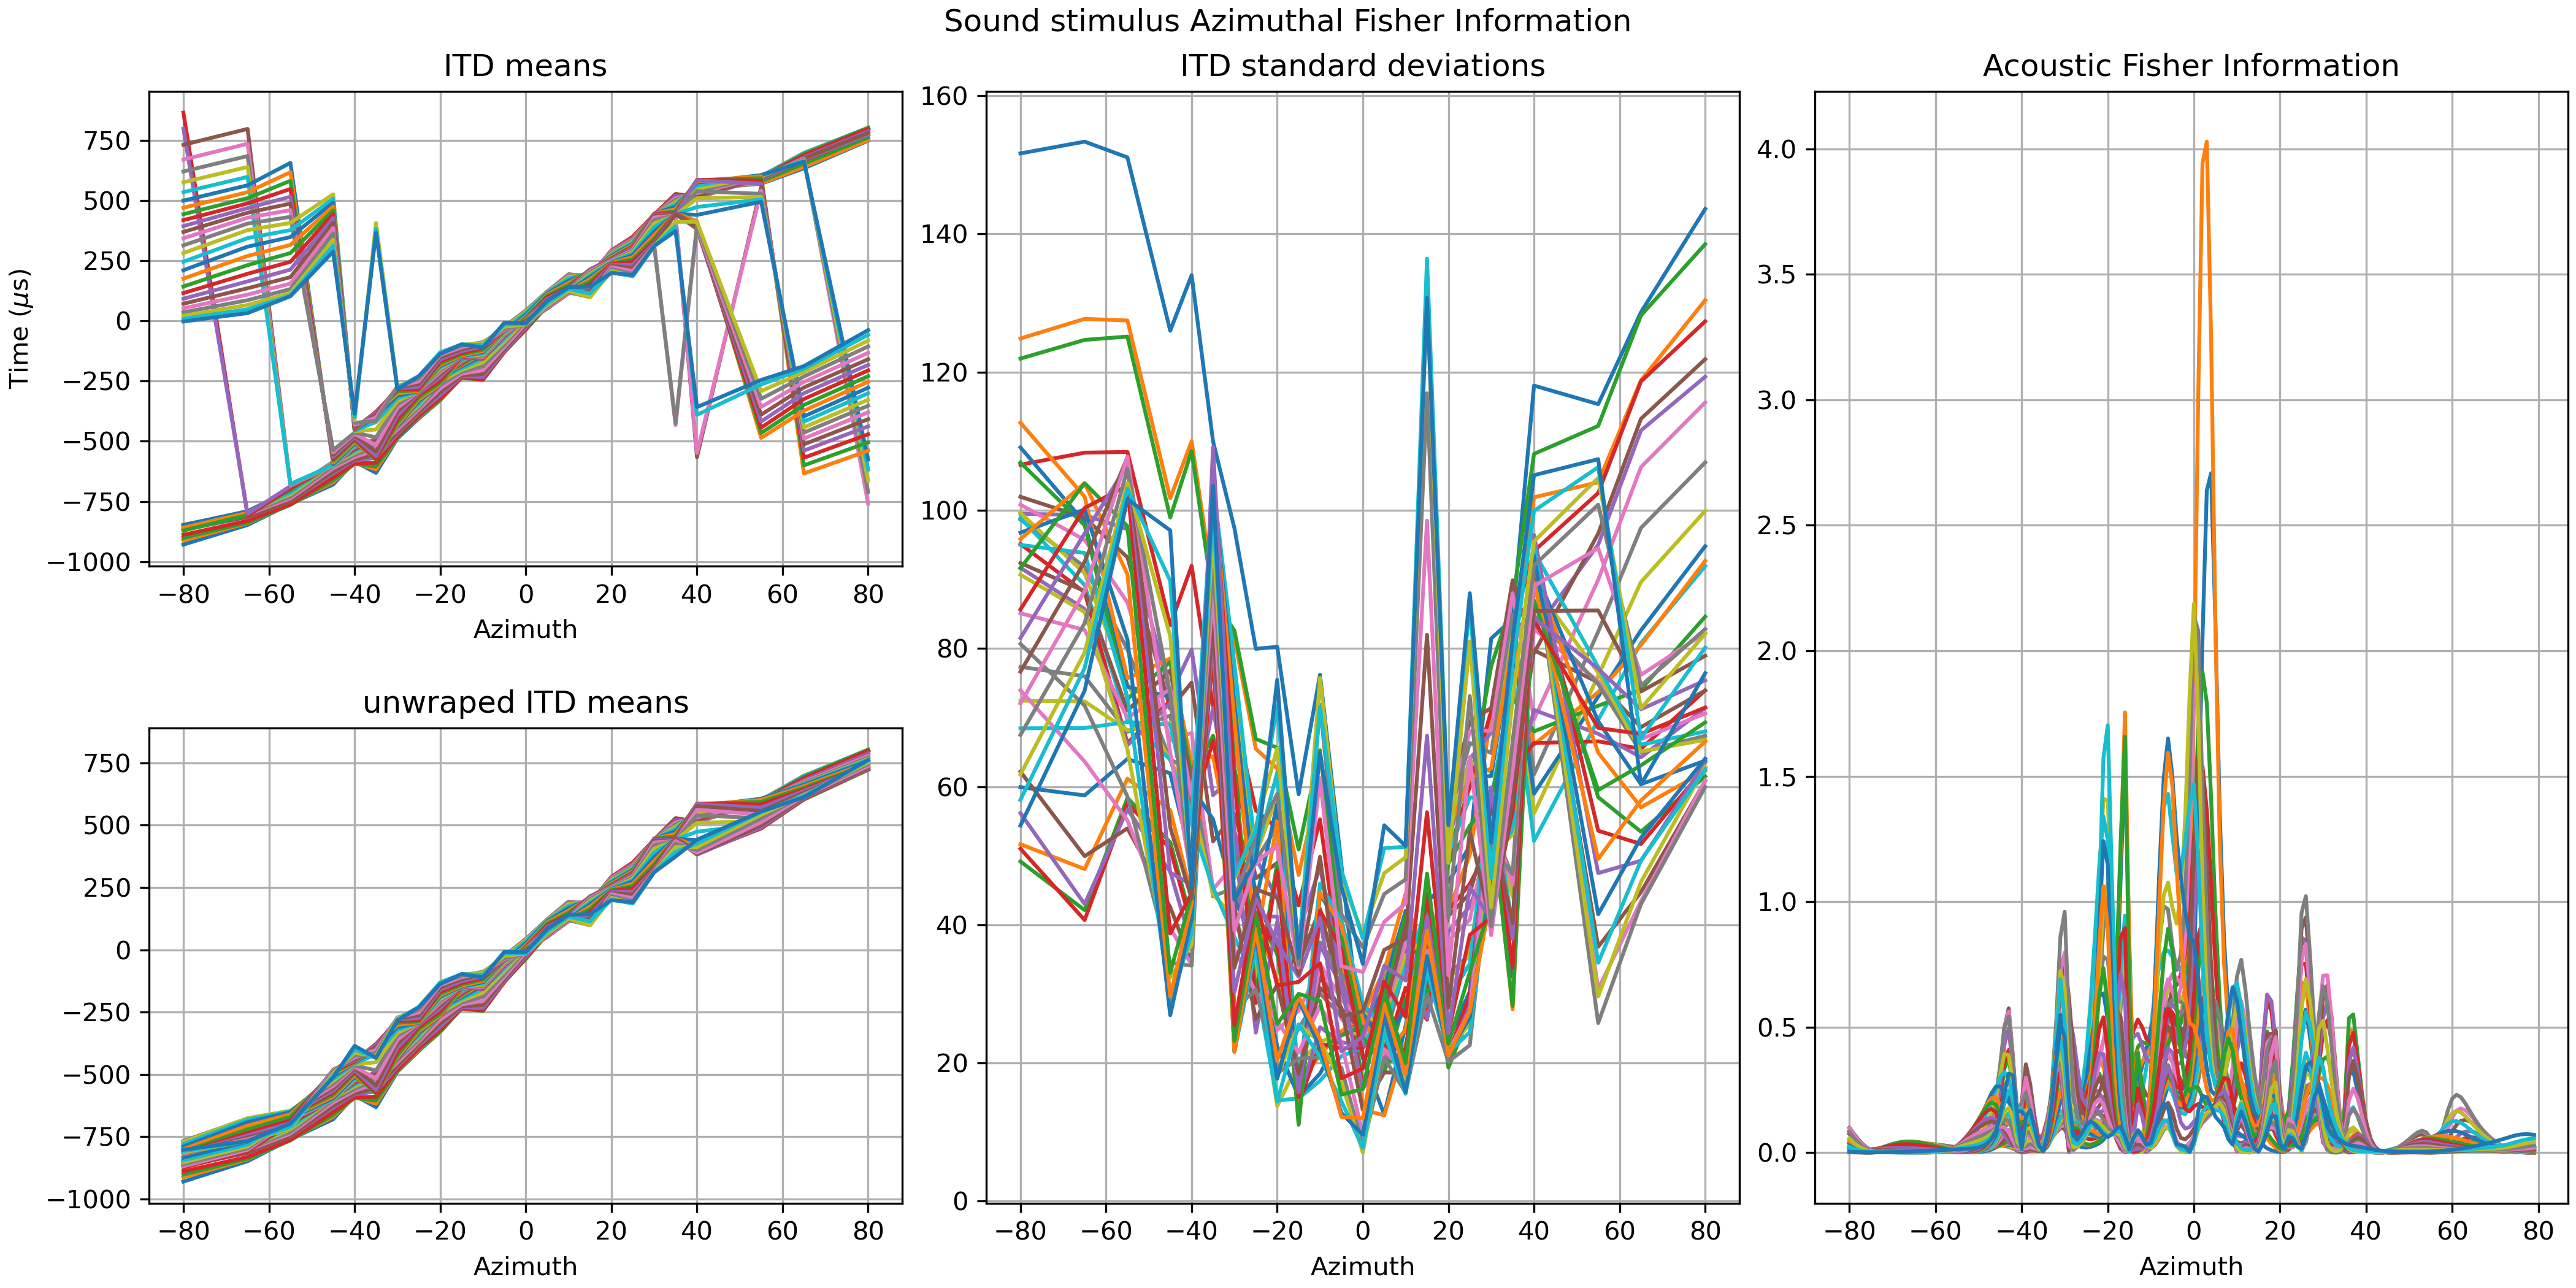 Sound stimulus Azimuthal Fisher Information
ITD means
Time (μs)
750
500
250
0
−250
−500
−750
−1000
−80 −60 −40 −20 0 20 40 60 80
Azimuth
unwraped ITD means
750
500
250
0
−250
−500
−750
−1000
−80 −60 −40 −20 0 20 40 60 80
Azimuth
ITD standard deviations
160
140
120
100
80
60
40
20
0
−80 −60 −40 −20 0 20 40 60 80
Azimuth
Acoustic Fisher Information
4.0
3.5
3.0
2.5
2.0
1.5
1.0
0.5
0.0
−80 −60 −40 −20 0 20 40 60 80
Azimuth